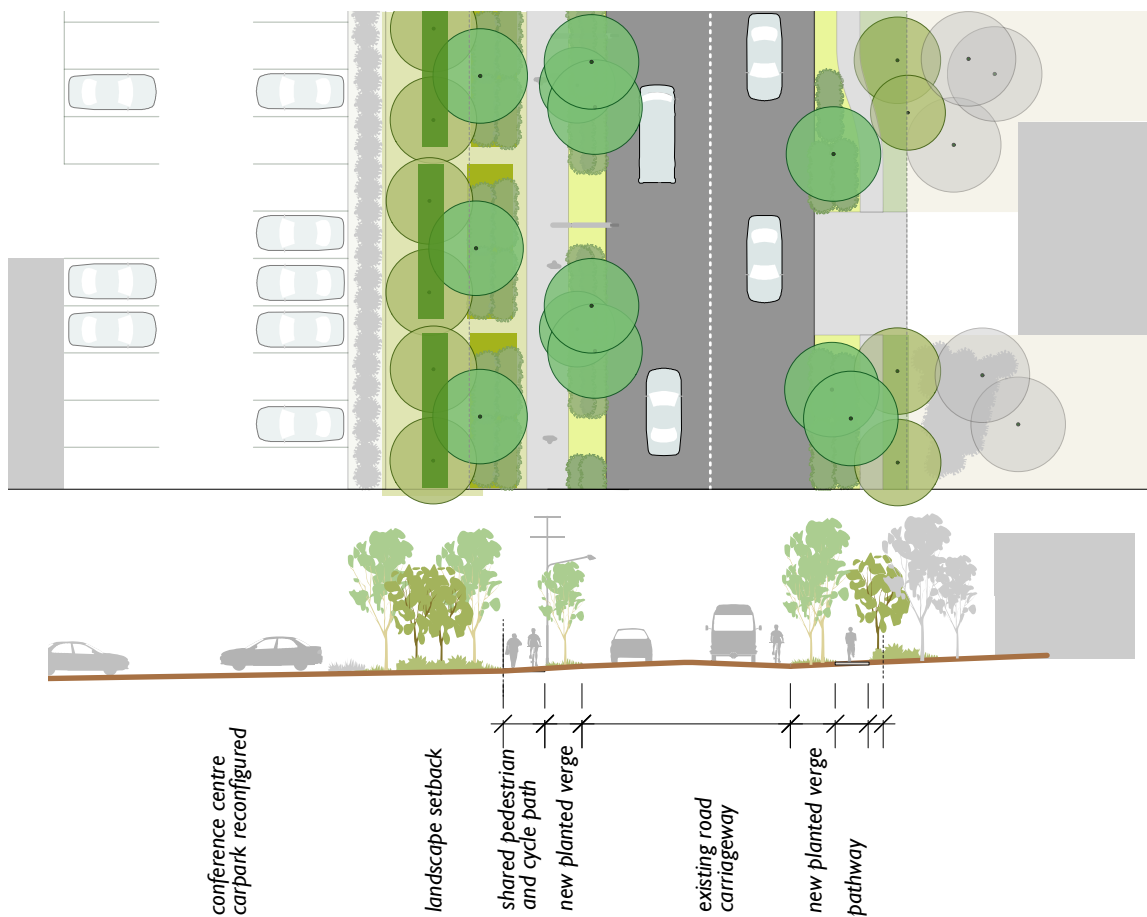 conference centre
carpark reconfigured
landscape setback
shared pedestrian
and cycle path
new planted verge
existing road
carriageway
new planted verge
pathway